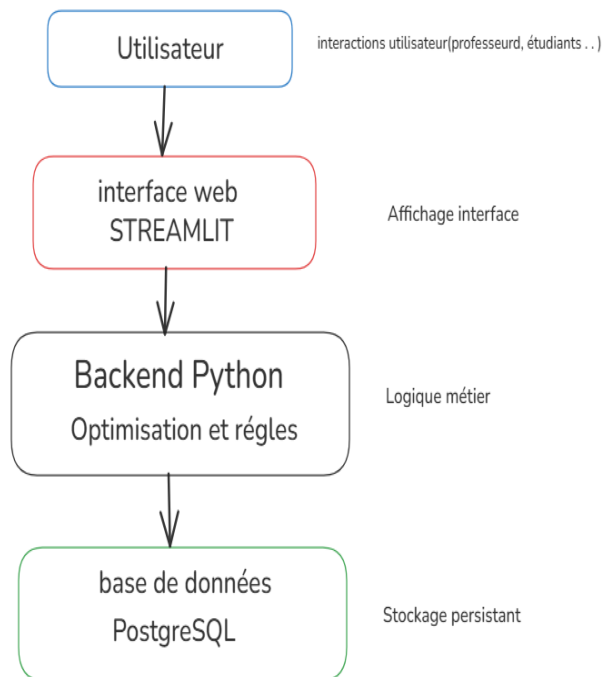 Utilisateur
interactions utilisateur(professeurd, étudiants . . )
interface web
STREAMLIT
Affichage interface
Backend Python
Optimisation et régles
Logique métier
base de données
PostgreSQL
Stockage persistant